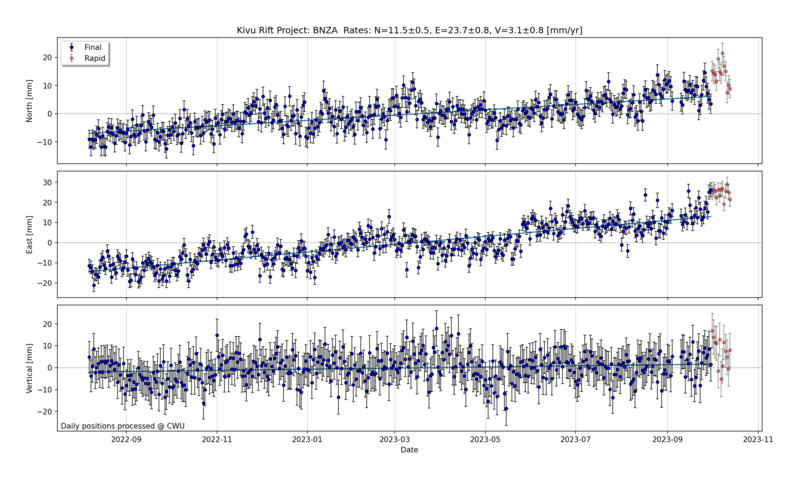 Kivu Rift Project: BNZA  Rates: N=11.5±0.5, E=23.7±0.8, V=3.1±0.8 [mm/yr]
Final
Rapid
North [mm]
20
10
0
−10
East [mm]
30
20
10
0
−10
−20
Vertical [mm]
20
10
0
−10
−20
Daily positions processed @ CWU
2022-09
2022-11
2023-01
2023-03
2023-05
2023-07
2023-09
2023-11
Date